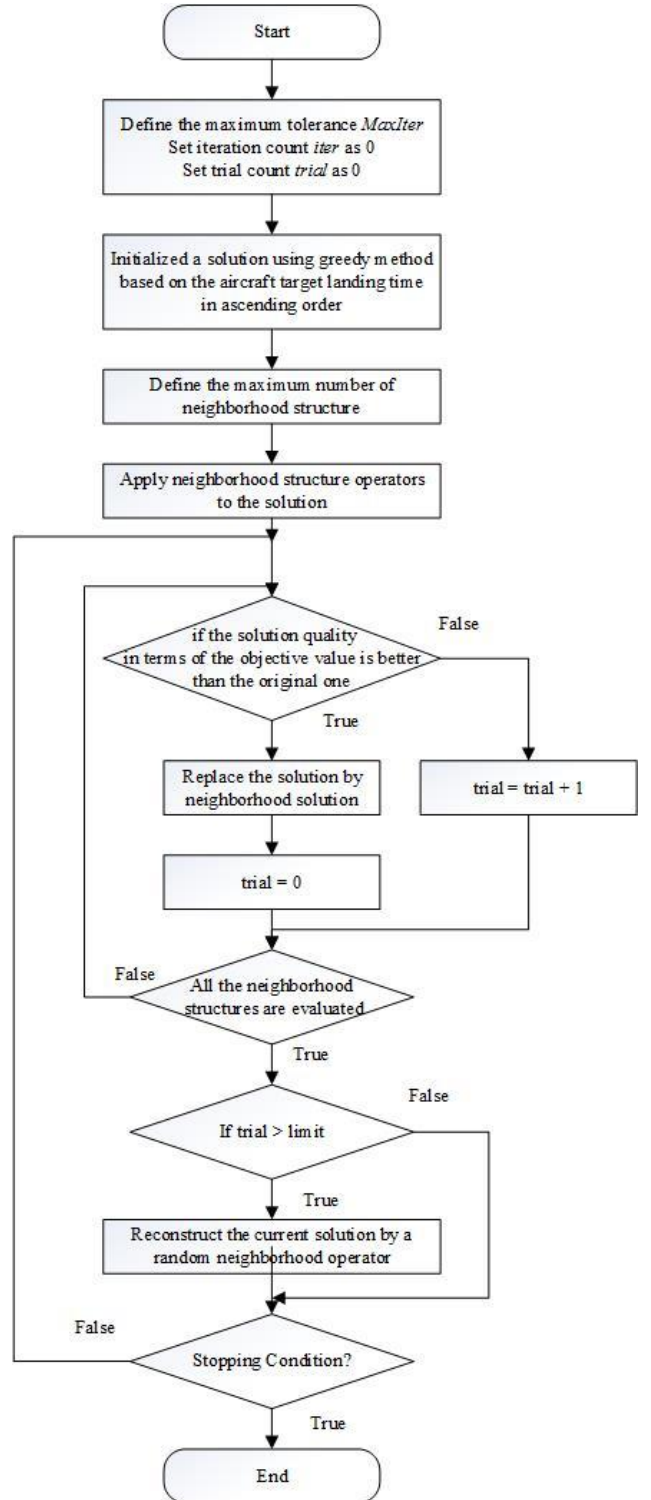 Start
Define the maximum tolerance MaxIter
Set iteration count iter as 0
Set trial count trial as 0
Initialized a solution using greedy method
based on the aircraft target landing time
in ascending order
Define the maximum number of
neighborhood structure
Apply neighborhood structure operators
to the solution
if the solution quality
in terms of the objective value is better
than the original one
False
True
Replace the solution by
neighborhood solution
trial = trial + 1
trial = 0
All the neighborhood
structures are evaluated
False
True
If trial > limit
False
True
Reconstruct the current solution by a
random neighborhood operator
Stopping Condition?
False
True
End